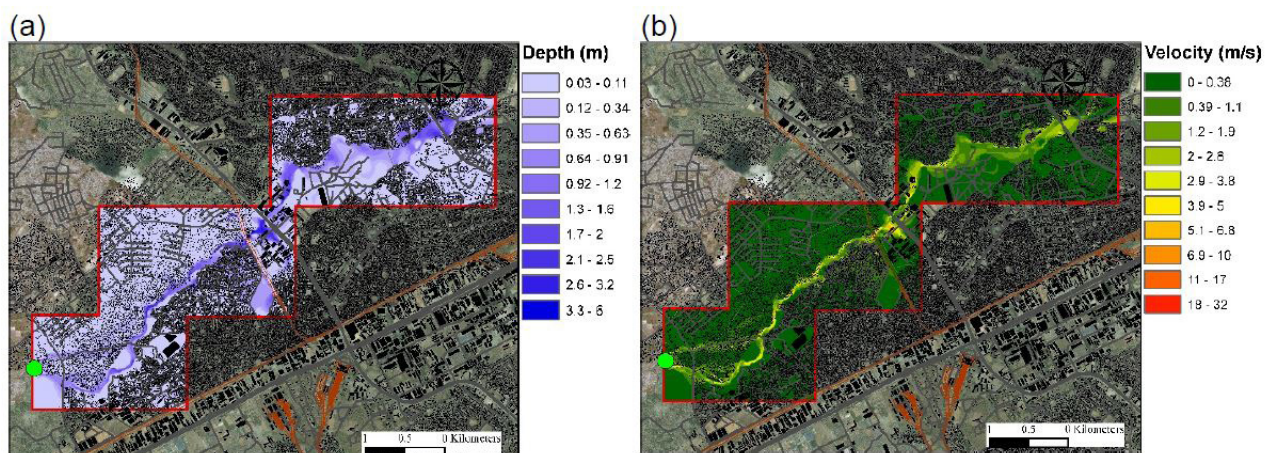 (a)
Depth (m)
0.03 - 0.11
0.12 - 0.34
0.35 - 0.63
0.64 - 0.91
0.92 - 1.2
1.3 - 1.6
1.7 - 2
2.1 - 2.5
2.6 - 3.2
3.3 - 6
1 0.5 0 Kilometers
(b)
Velocity (m/s)
0 - 0.38
0.39 - 1.1
1.2 - 1.9
2 - 2.8
2.9 - 3.8
3.9 - 5
5.1 - 6.8
6.9 - 10
11 - 17
18 - 32
1 0.5 0 Kilometers